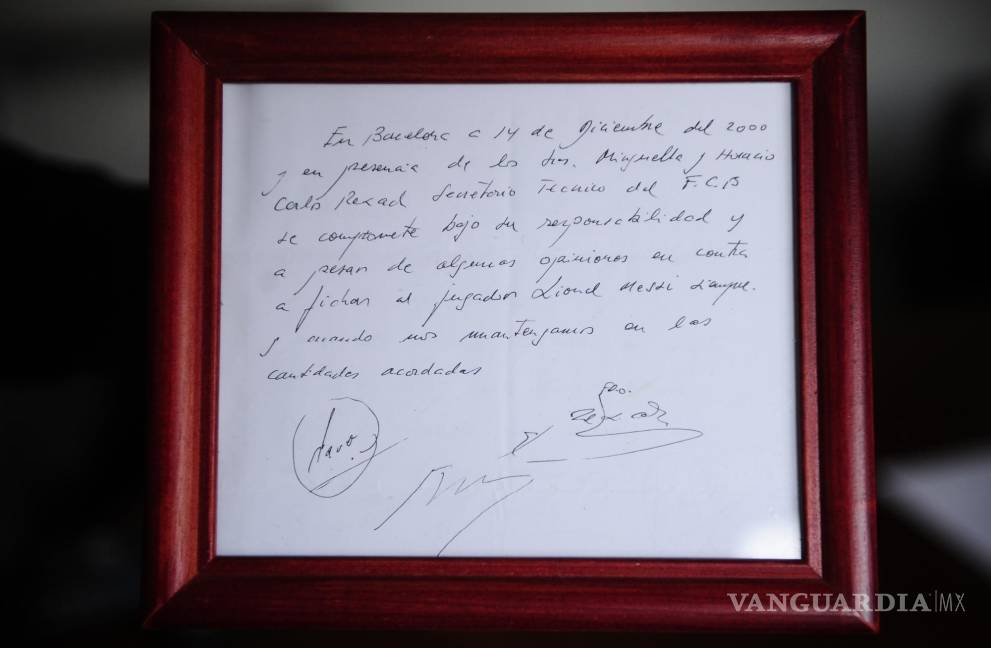 En Barcelona a 14 de Diciembre del 2000
y en presencia de los Sres. Minguella y Horacio
Carlos Rexach Secretario Tecnico del F.C.B
se compromete bajo su responsabilidad y
a pesar de algunas opiniones en contra
a fichar al jugador Lionel Messi siempre.
y cuando nos mantengamos en las
cantidades acordadas
VANGUARDIA|MX